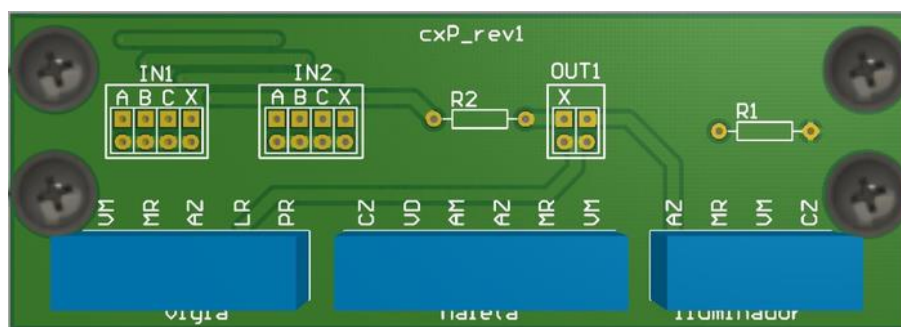 cxP_rev1
IN1
IN2
OUT1
A B C X
A B C X
X
R2
R1
VM MR AZ LR PR
CZ VD AM AZ MR VM
AZ MR VM CZ
Iluminador